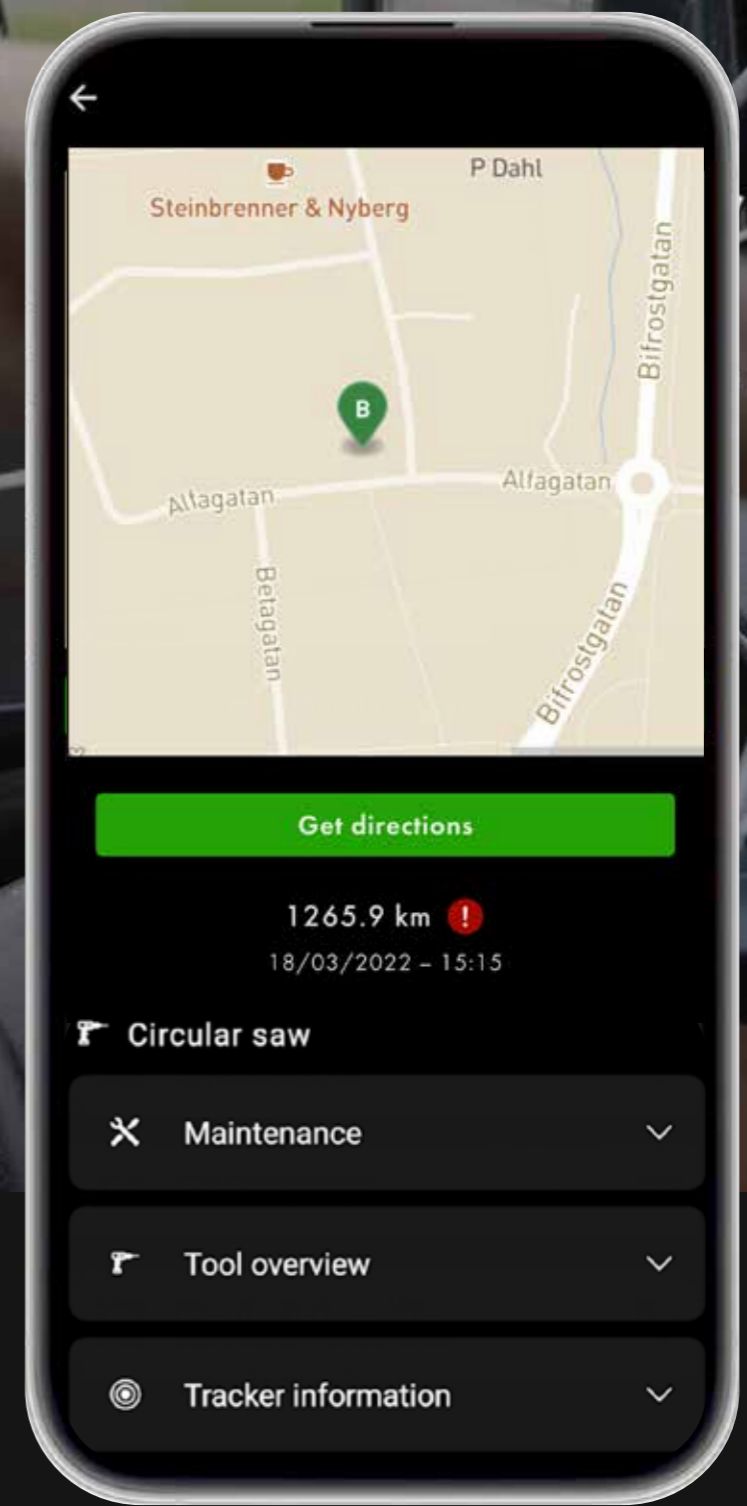 P Dahl
Steinbrenner & Nyberg
Bifrostgatan
B
Alfagatan
Alfagatan
Betagatan
Bifrostgatan
Get directions
1265.9 km !
18/03/2022 – 15:15
Circular saw
Maintenance
Tool overview
Tracker information